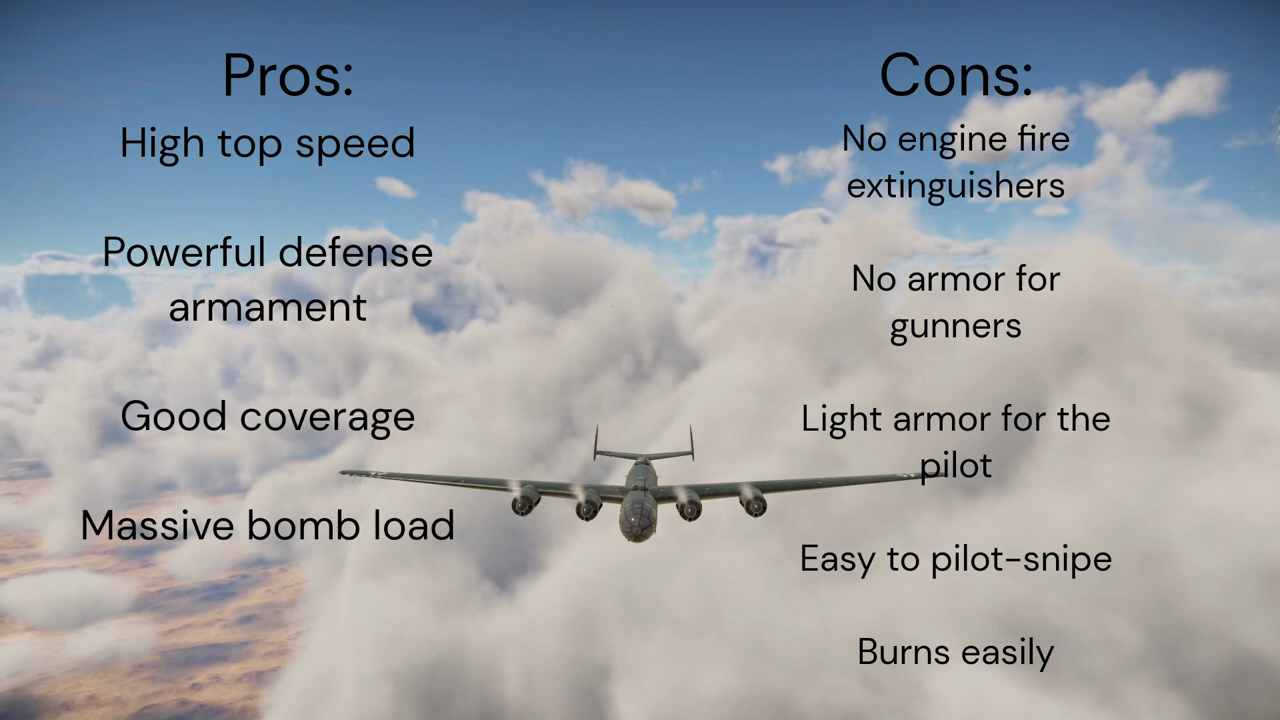 Pros:
High top speed
Powerful defense
armament
Good coverage
Massive bomb load
Cons:
No engine fire
extinguishers
No armor for
gunners
Light armor for the
pilot
Easy to pilot-snipe
Burns easily